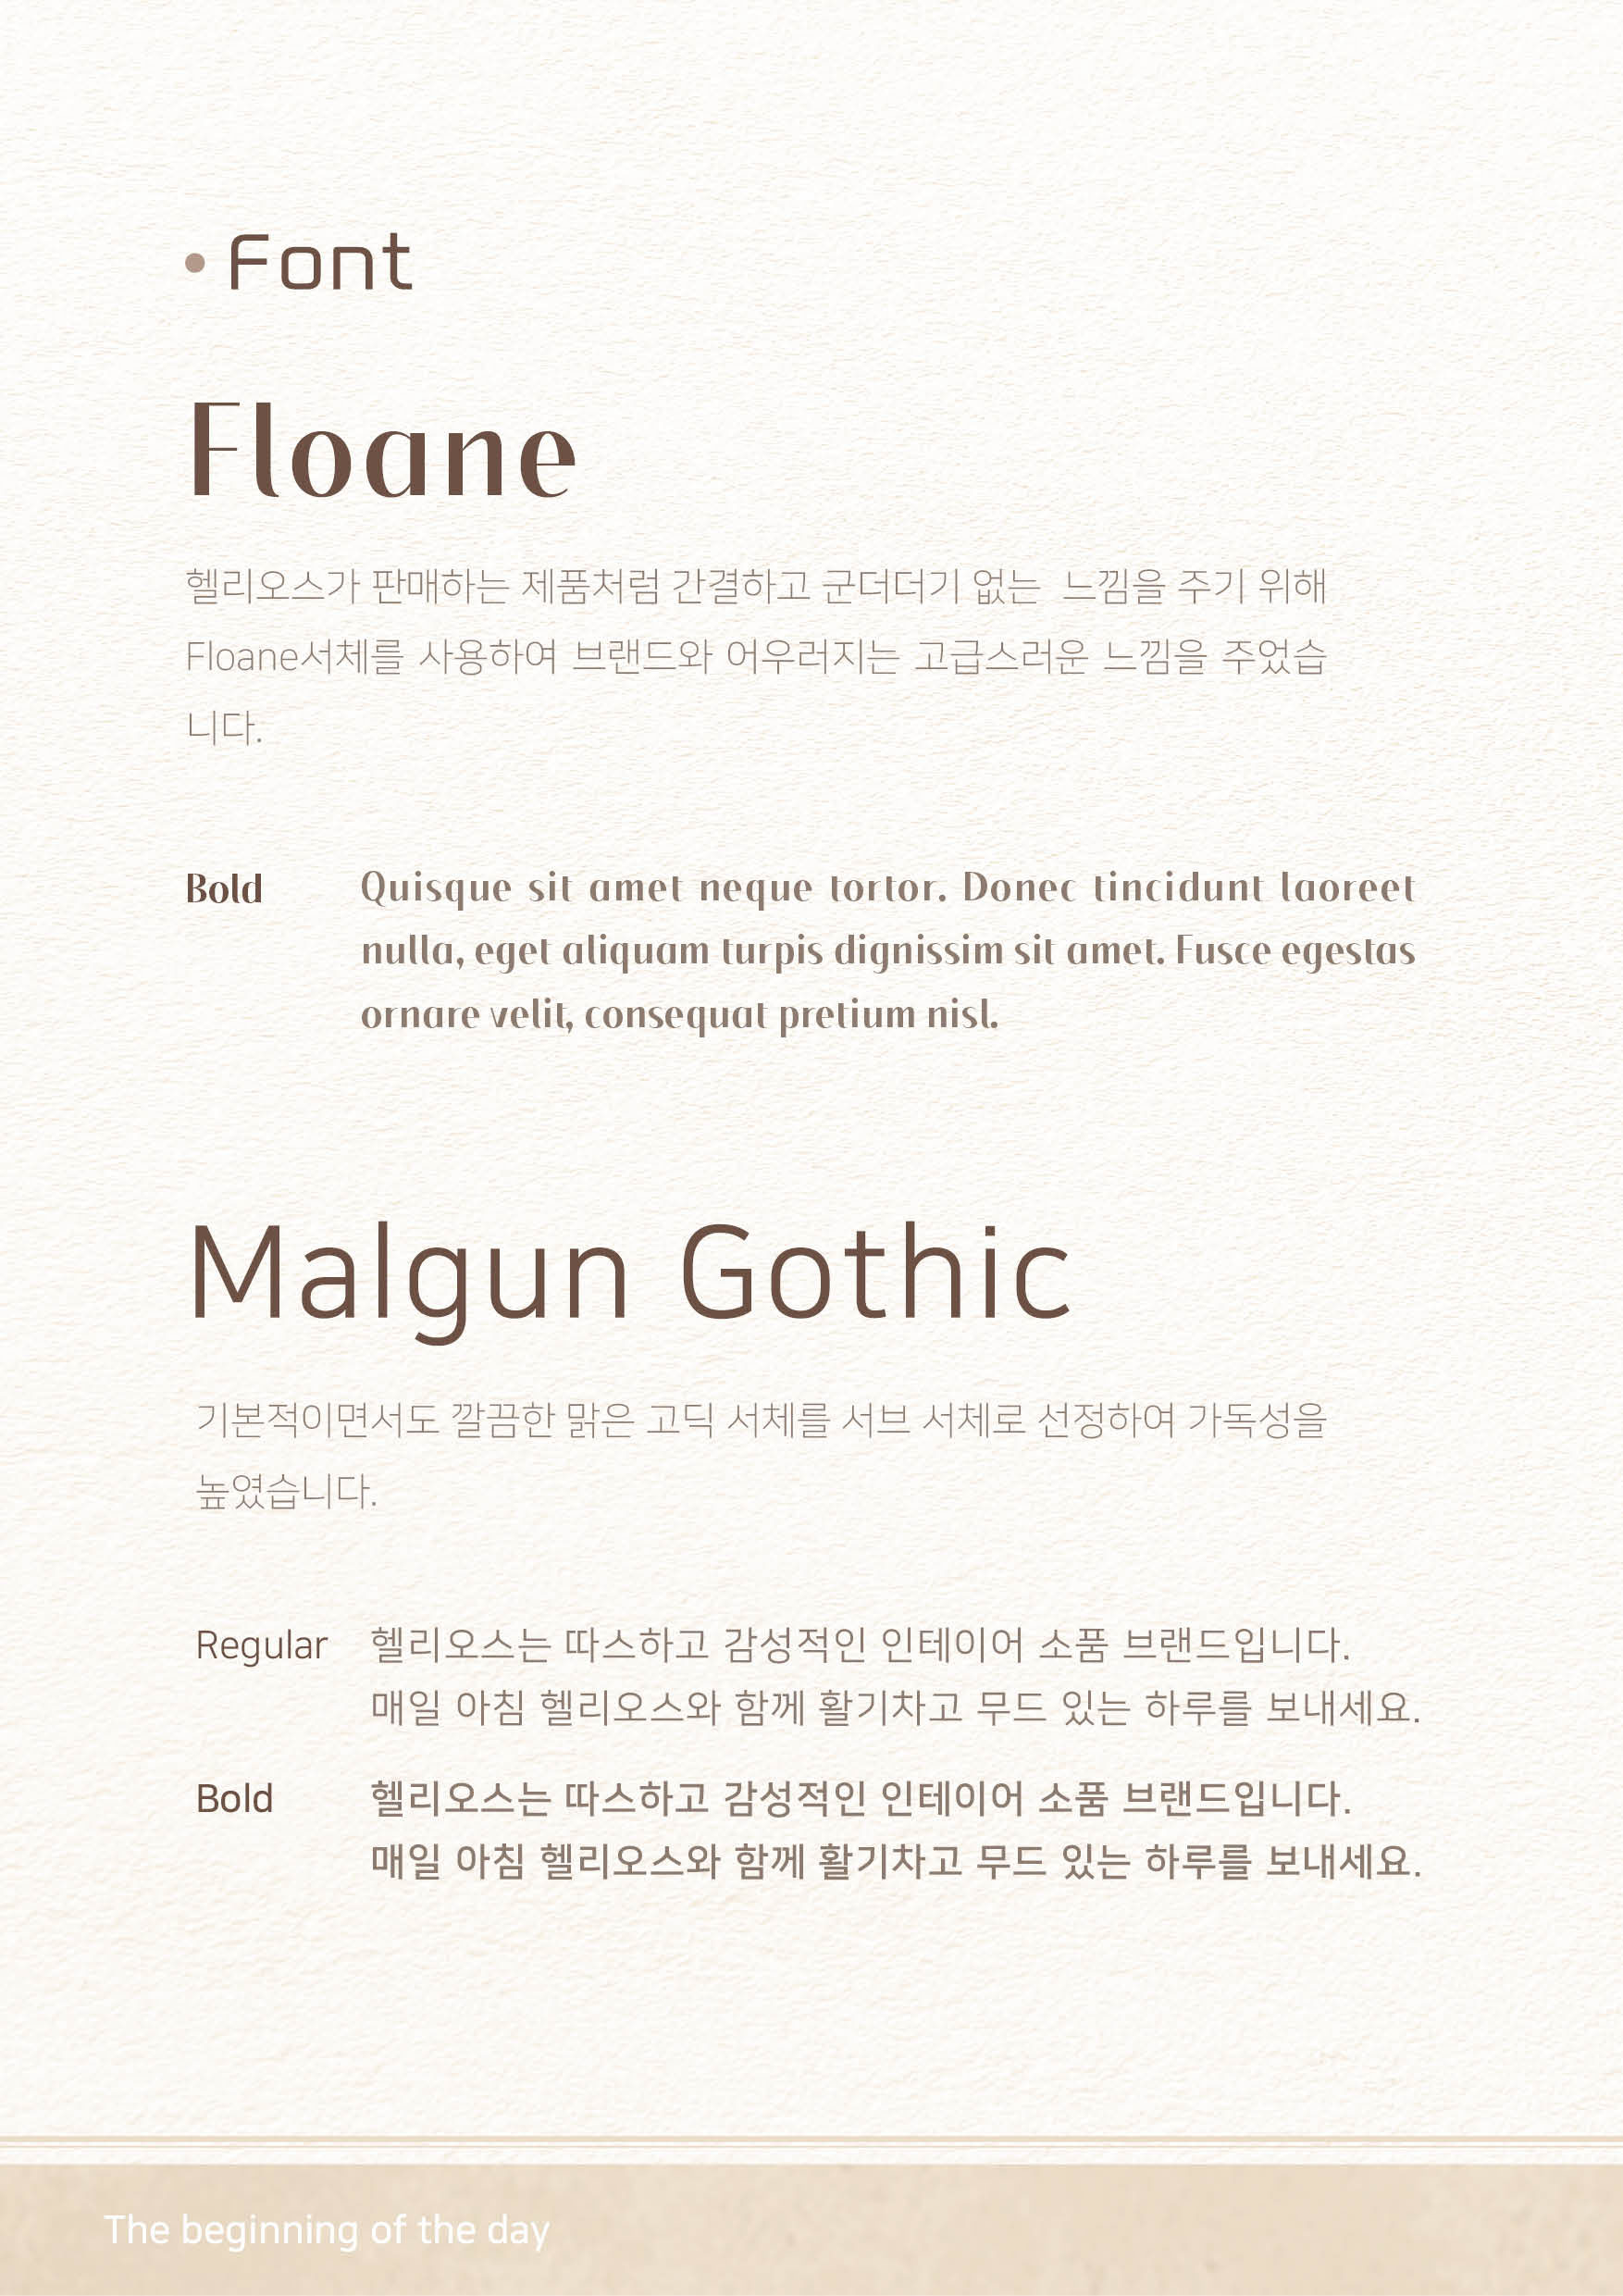 • Font
Floane
헬리오스가 판매하는 제품처럼 간결하고 군더더기 없는 느낌을 주기 위해
Floane서체를 사용하여 브랜드와 어우러지는 고급스러운 느낌을 주었습
니다.
Bold
Quisque sit amet neque tortor. Donec tincidunt laoreet
nulla, eget aliquam turpis dignissim sit amet. Fusce egestas
ornare velit, consequat pretium nisl.
Malgun Gothic
기본적이면서도 깔끔한 맑은 고딕 서체를 서브 서체로 선정하여 가독성을
높였습니다.
Regular
헬리오스는 따스하고 감성적인 인테이어 소품 브랜드입니다.
매일 아침 헬리오스와 함께 활기차고 무드 있는 하루를 보내세요.
Bold
헬리오스는 따스하고 감성적인 인테이어 소품 브랜드입니다.
매일 아침 헬리오스와 함께 활기차고 무드 있는 하루를 보내세요.
The beginning of the day